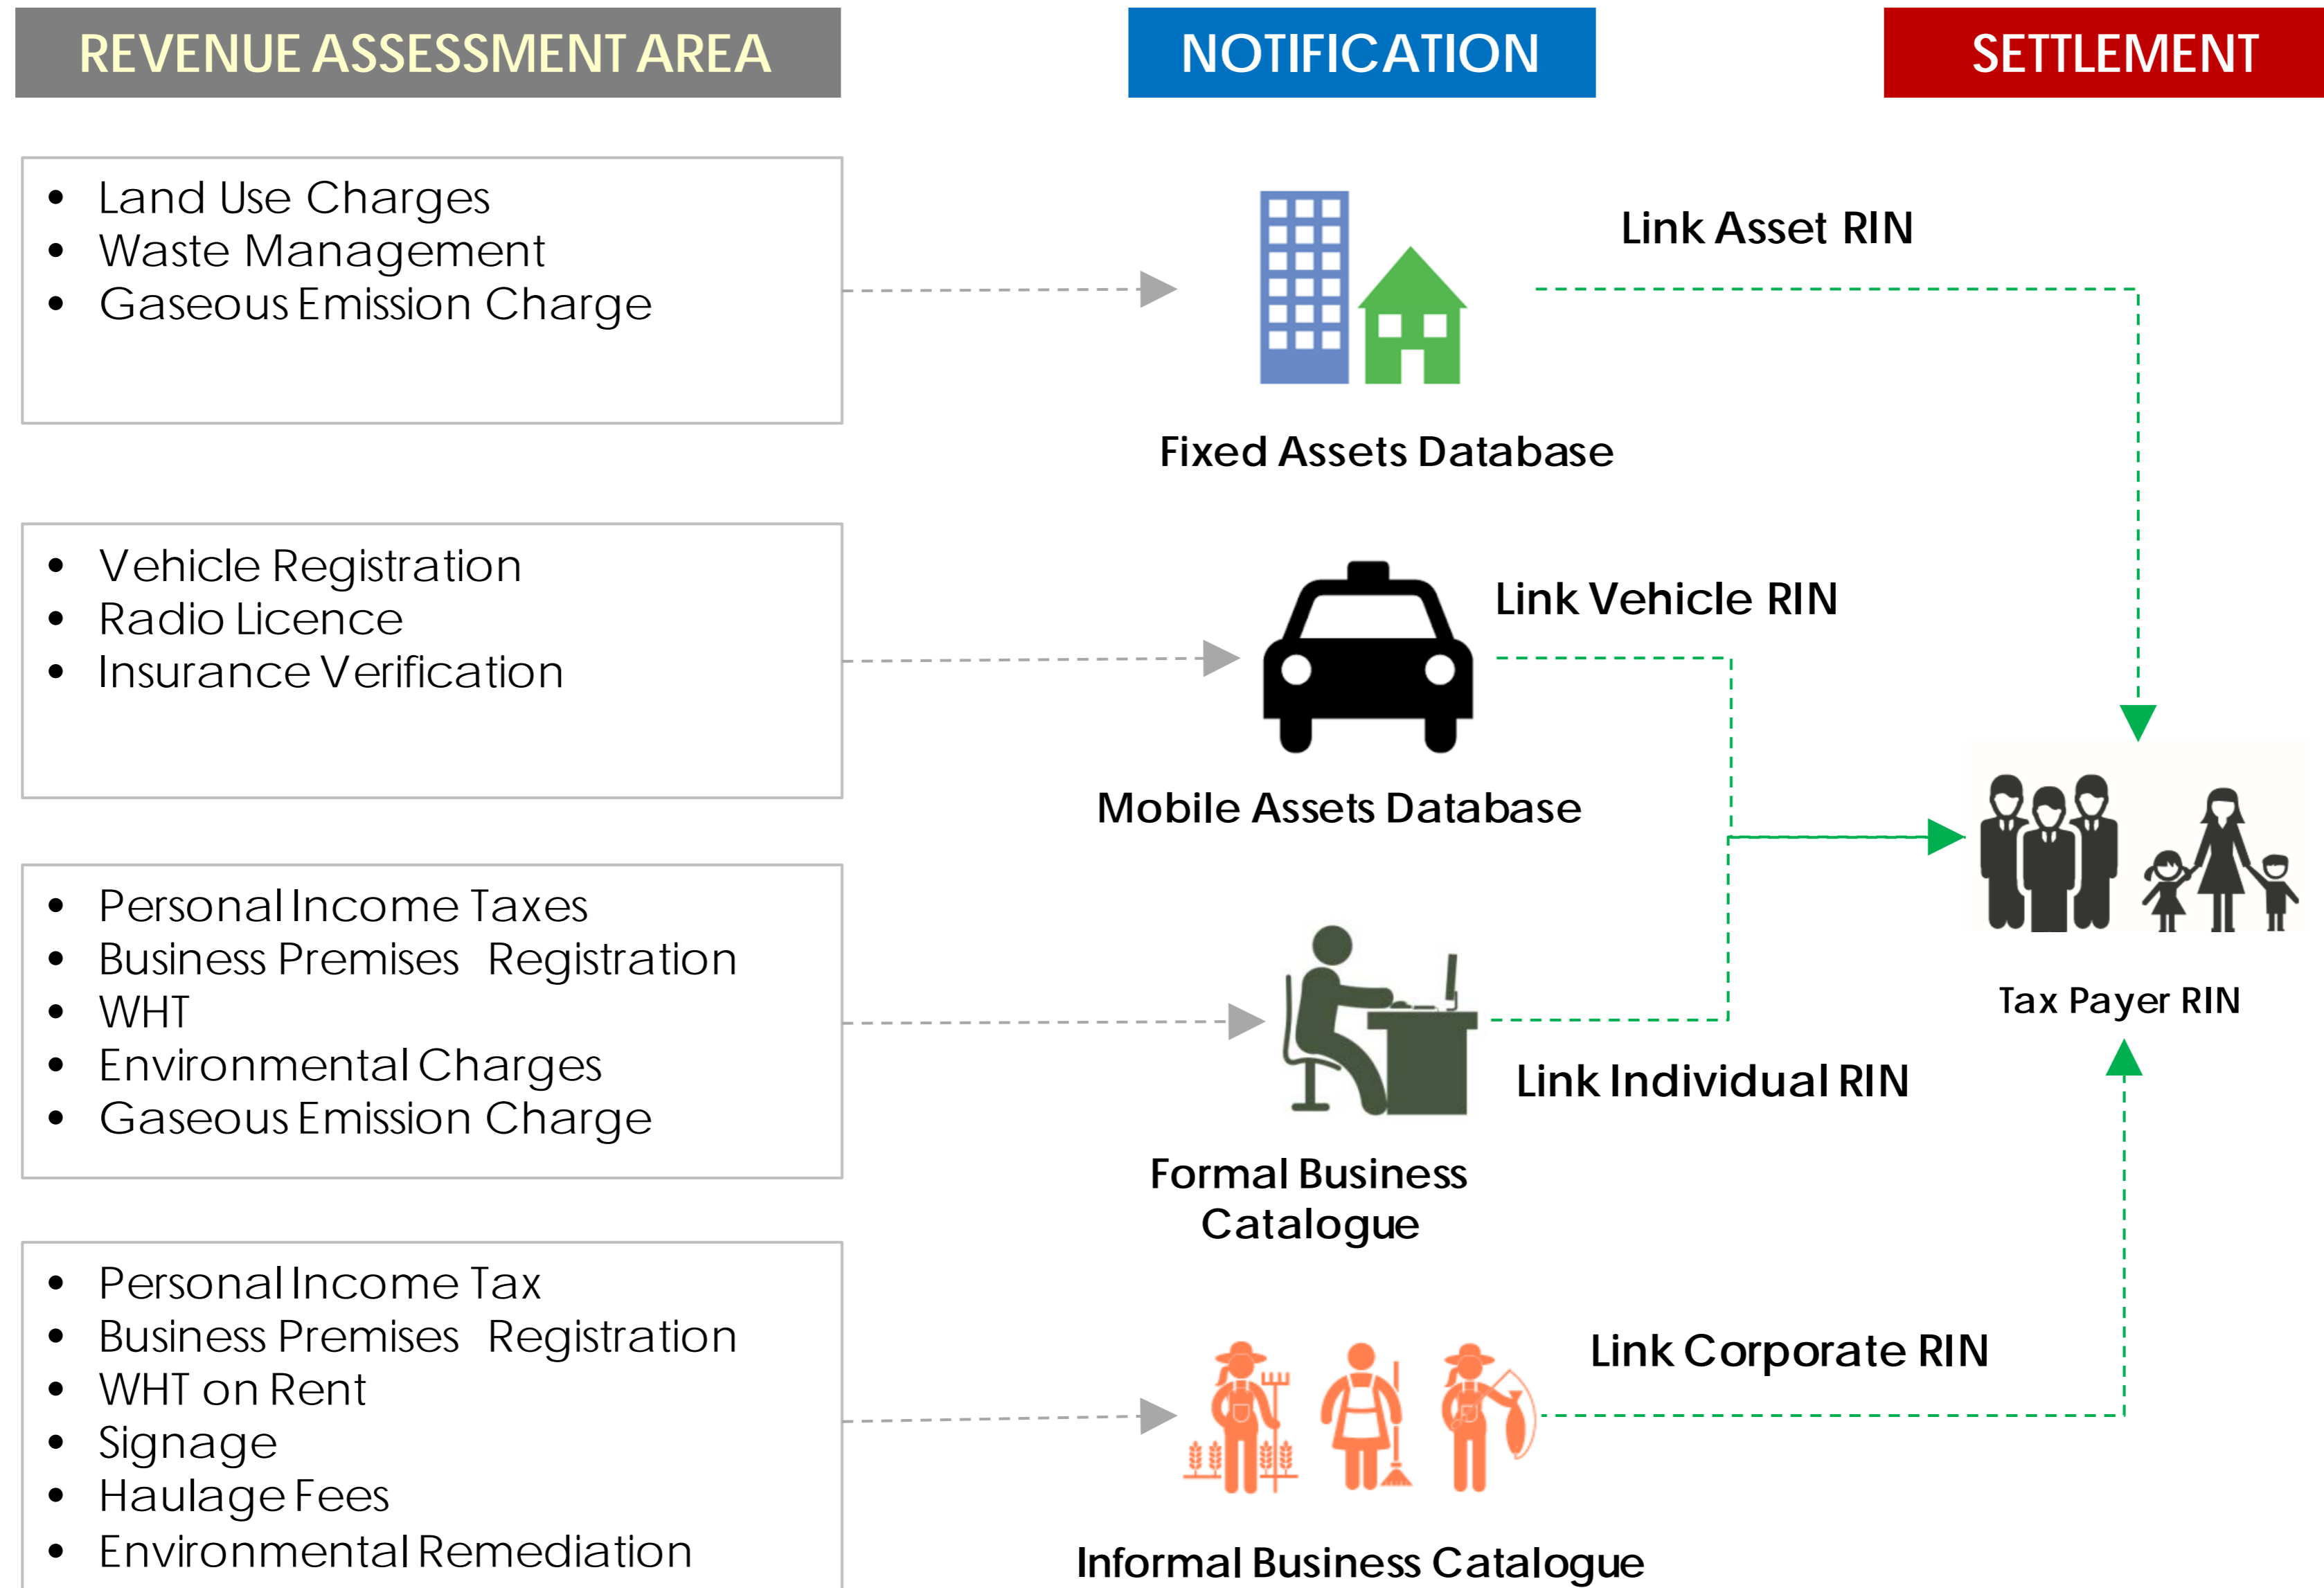 REVENUE ASSESSMENT AREA
NOTIFICATION
SETTLEMENT
• Land Use Charges
• Waste Management
• Gaseous Emission Charge
Link Asset RIN
Fixed Assets Database
• Vehicle Registration
• Radio Licence
• Insurance Verification
Link Vehicle RIN
Mobile Assets Database
• Personal Income Taxes
• Business Premises Registration
• WHT
• Environmental Charges
• Gaseous Emission Charge
Link Individual RIN
Formal Business
Catalogue
Tax Payer RIN
• Personal Income Tax
• Business Premises Registration
• WHT on Rent
• Signage
• Haulage Fees
• Environmental Remediation
Link Corporate RIN
Informal Business Catalogue